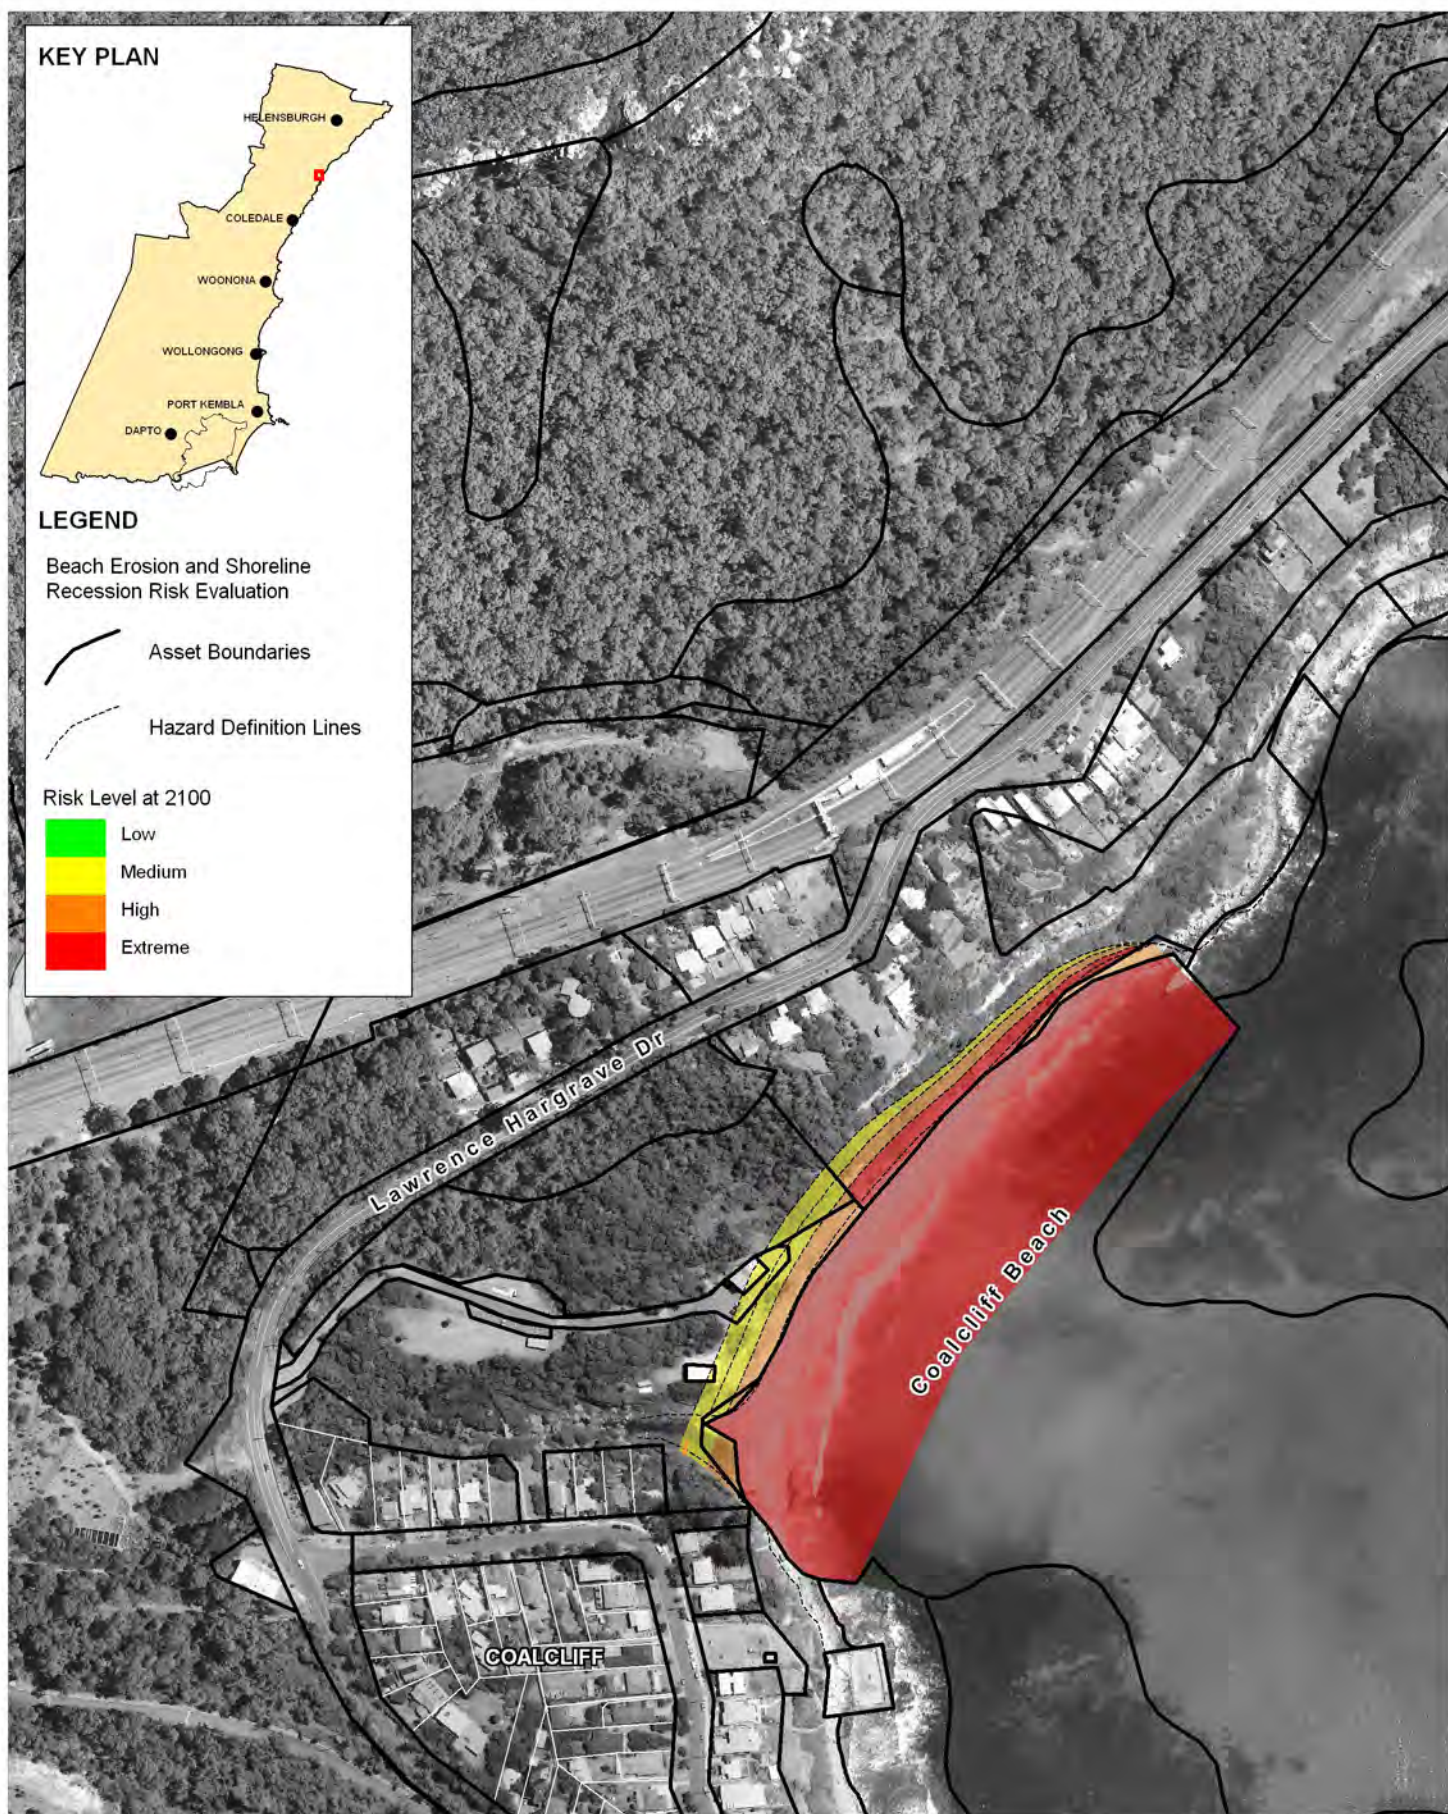 KEY PLAN
HELENSBURGH
COLEDALE
WOONONA
WOLLONGONG
PORT KEMBLA
DAPTO
LEGEND
Beach Erosion and Shoreline
Recession Risk Evaluation
Asset Boundaries
Hazard Definition Lines
Risk Level at 2100
Low
Medium
High
Extreme
Lawrence Hargrave Dr
Coalcliff Beach
COALCLIFF